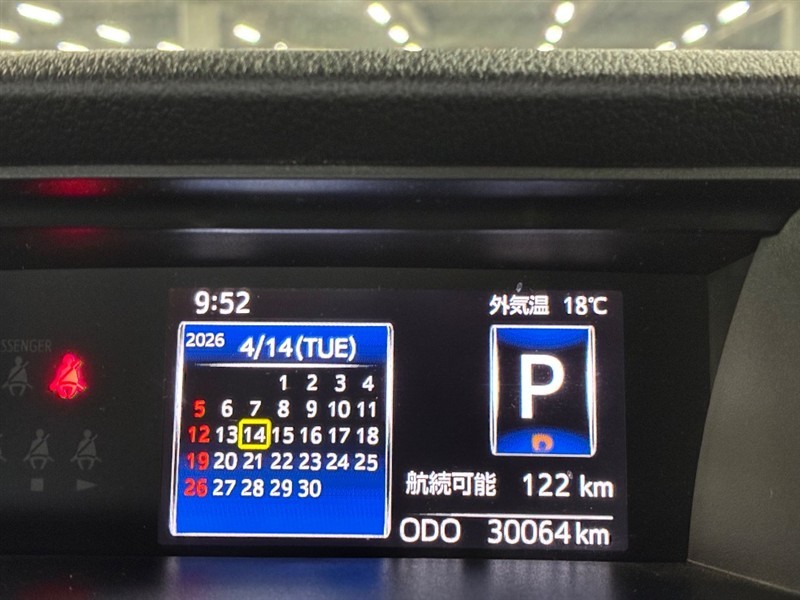 9:52
外気温 18℃
2026 4/14(TUE)
1 2 3 4
5 6 7 8 9 10 11
12 13 14 15 16 17 18
19 20 21 22 23 24 25
26 27 28 29 30
P
航続可能 122 km
ODO 30064 km
SSENGER